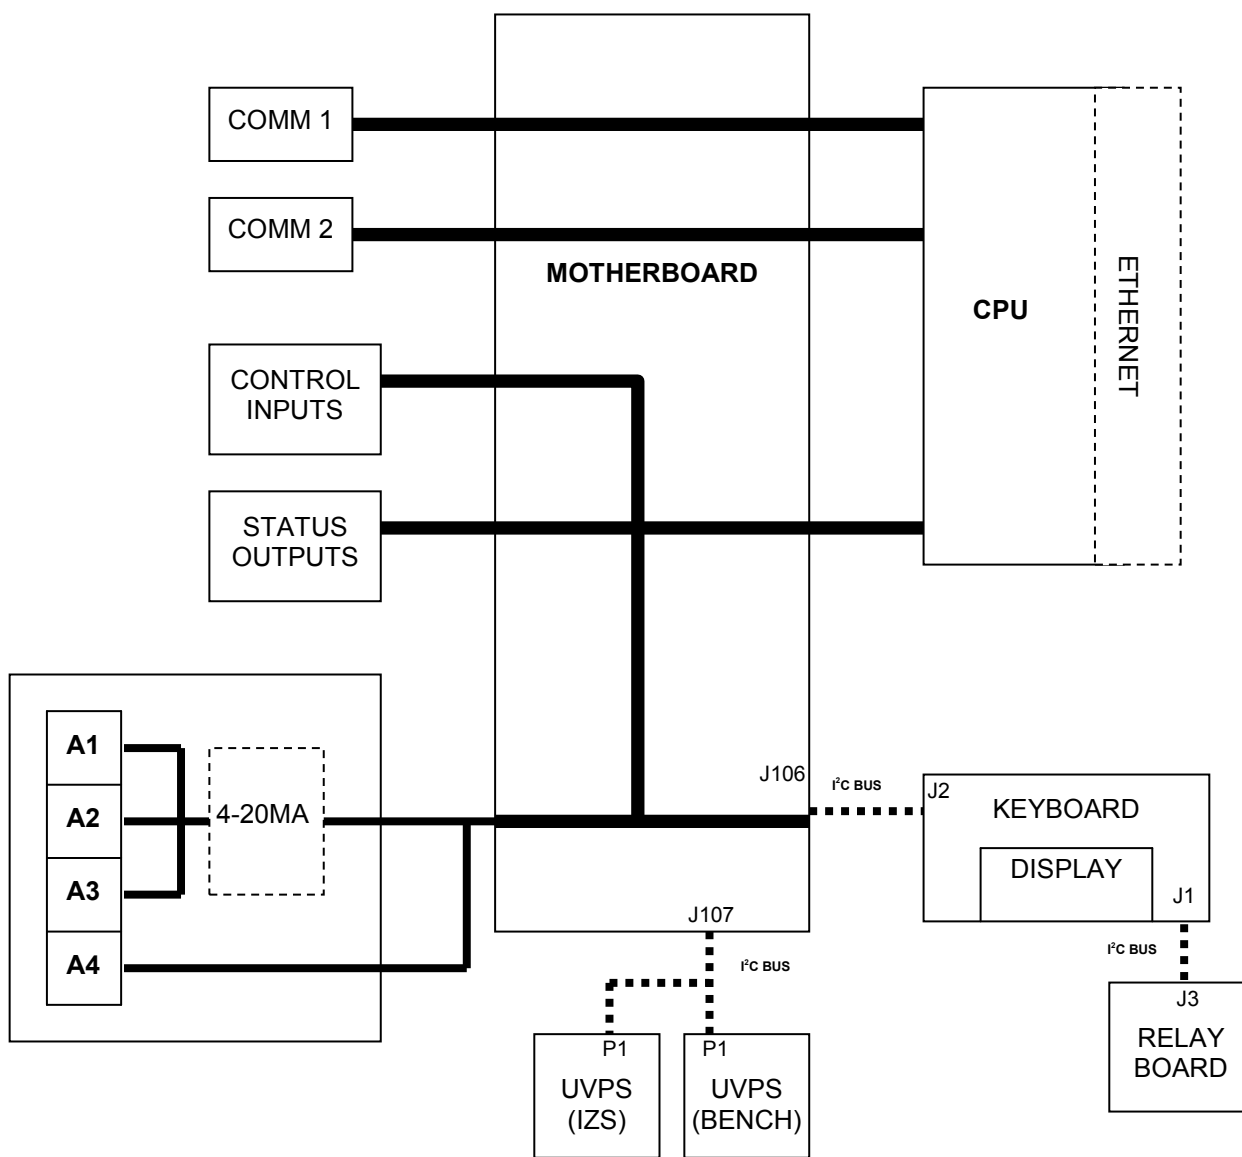 COMM 1
COMM 2
MOTHERBOARD
CPU
ETHERNET
CONTROL
INPUTS
STATUS
OUTPUTS
A1
A2
A3
A4
4-20MA
J106
I²C BUS
J2
KEYBOARD
DISPLAY
J1
J107
I²C BUS
I²C BUS
J3
RELAY
BOARD
P1
UVPS
(IZS)
P1
UVPS
(BENCH)